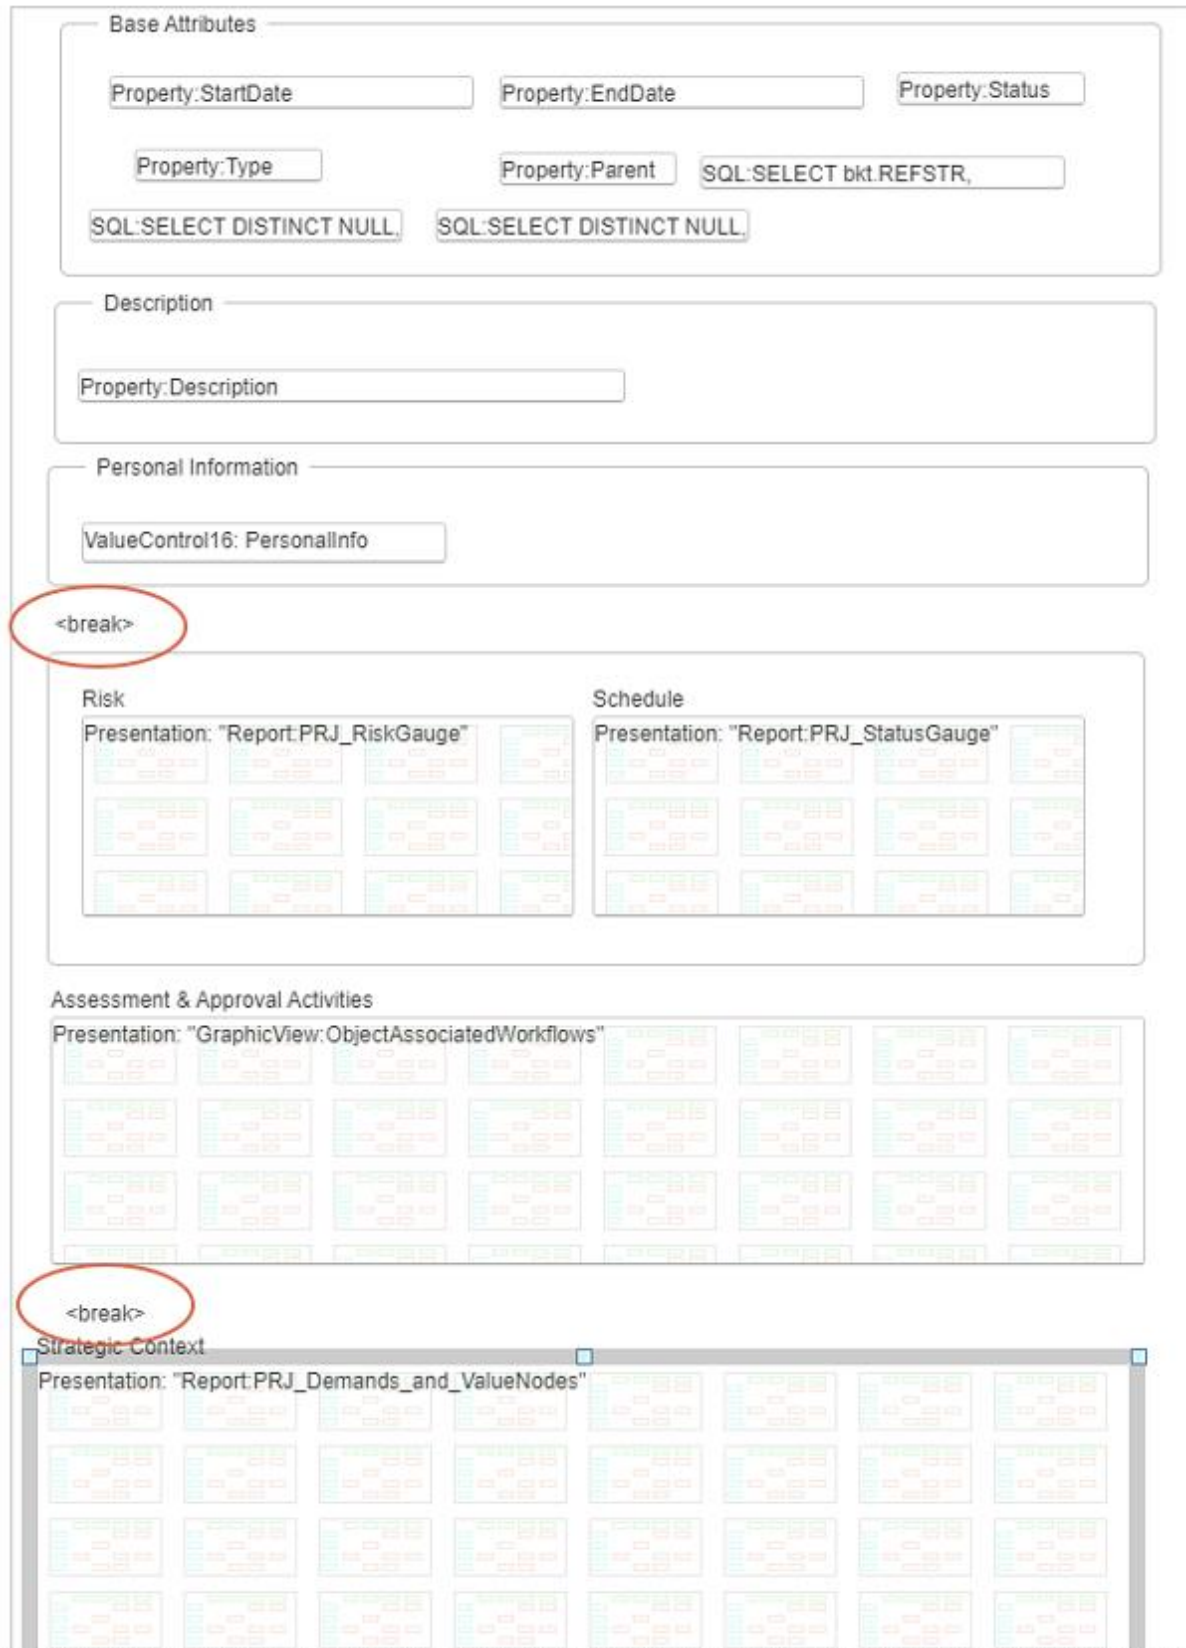 Base Attributes
Property:StartDate
Property:EndDate
Property:Status
Property:Type
Property:Parent
SQL:SELECT bkt.REFSTR,
SQL:SELECT DISTINCT NULL,
SQL:SELECT DISTINCT NULL,
Description
Property:Description
Personal Information
ValueControl16: PersonalInfo
<break>
Risk
Schedule
Presentation: "Report:PRJ_RiskGauge"
Presentation: "Report:PRJ_StatusGauge"
Assessment & Approval Activities
Presentation: "GraphicView:ObjectAssociatedWorkflows"
<break>
Strategic Context
Presentation: "Report:PRJ_Demands_and_ValueNodes"